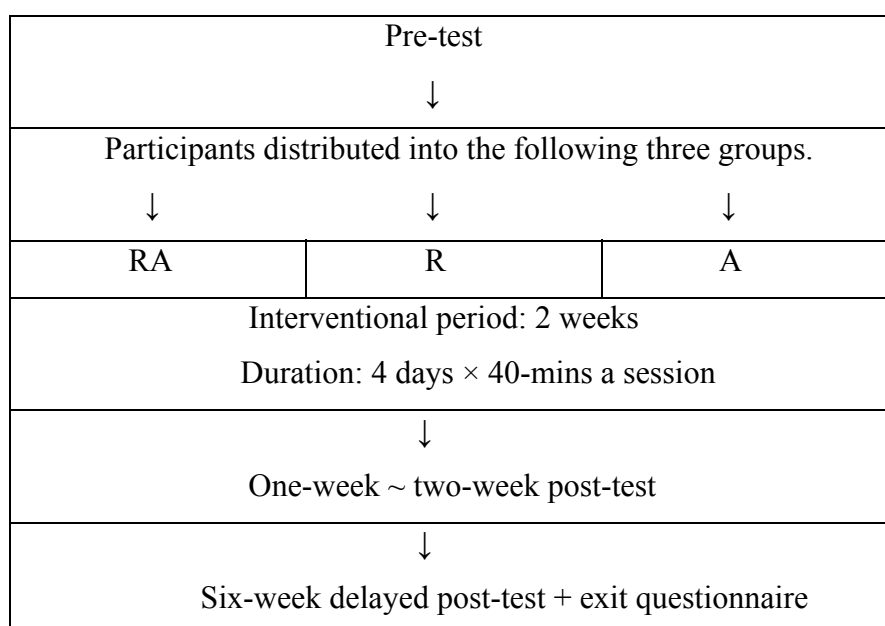 Pre-test
↓
Participants distributed into the following three groups.
↓ ↓ ↓
RA R A
Interventional period: 2 weeks
Duration: 4 days × 40-mins a session
↓
One-week ~ two-week post-test
↓
Six-week delayed post-test + exit questionnaire